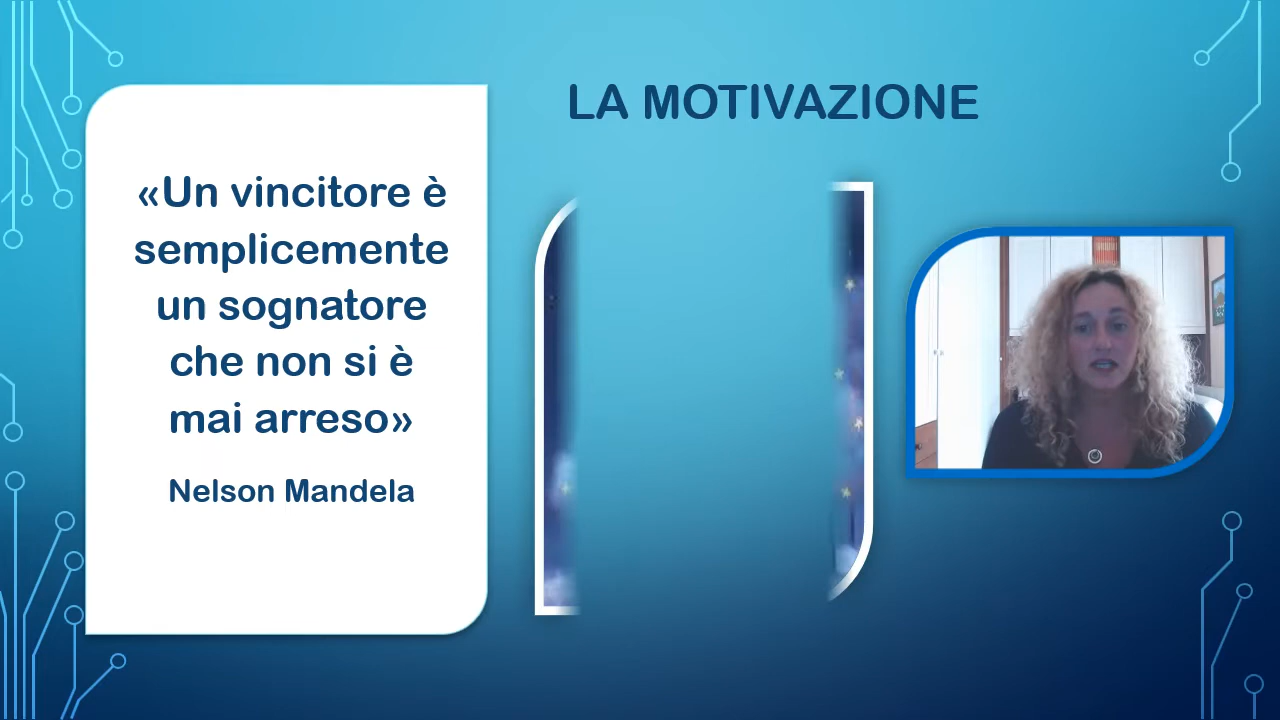 LA MOTIVAZIONE
«Un vincitore è
semplicemente
un sognatore
che non si è
mai arreso»
Nelson Mandela